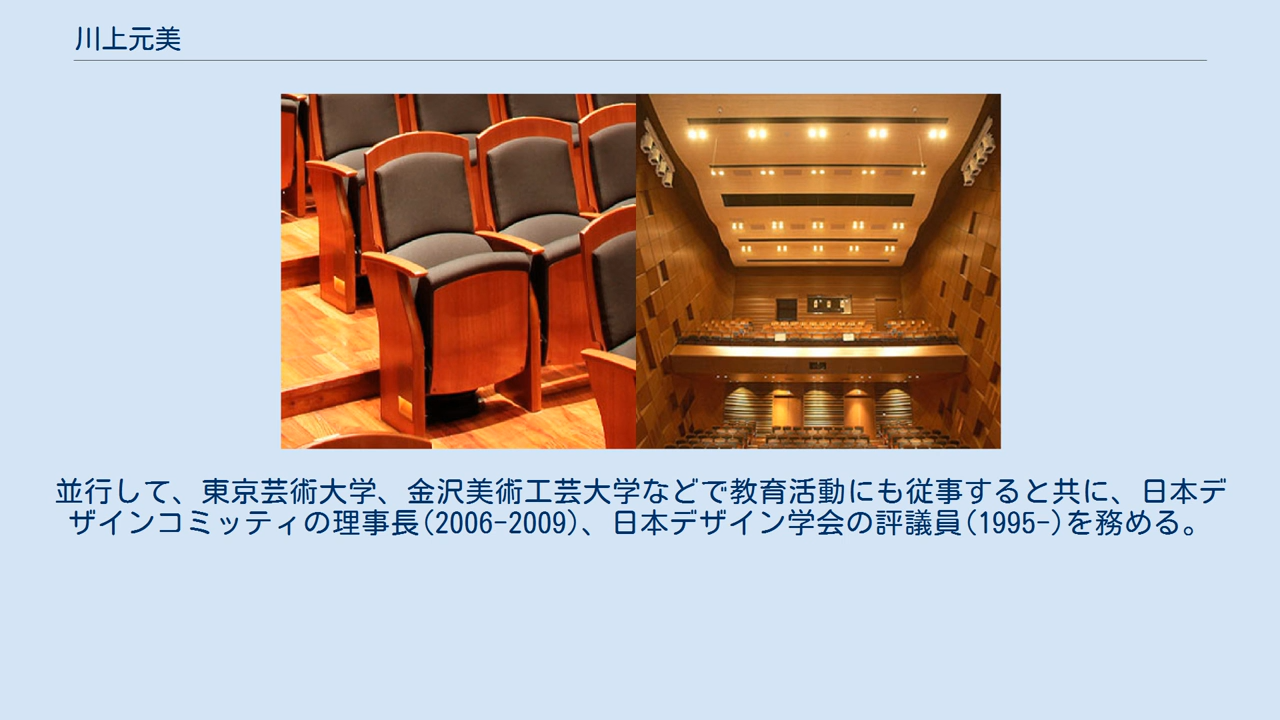 川上元美
並行して、東京芸術大学、金沢美術工芸大学などで教育活動にも従事すると共に、日本デ
ザインコミッティの理事長(2006-2009)、日本デザイン学会の評議員(1995-)を務める。